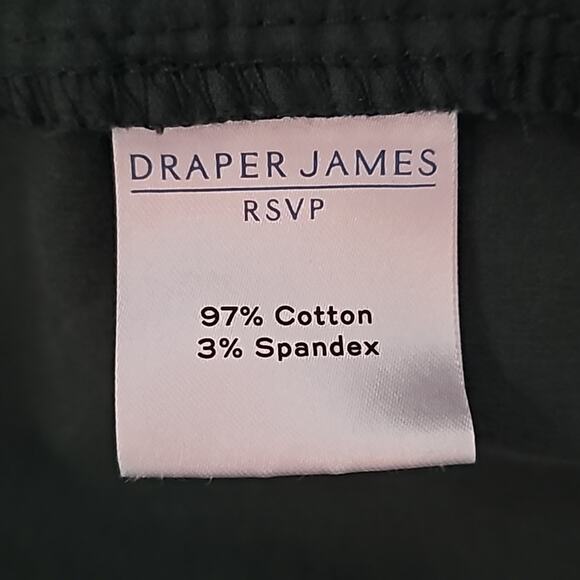 DRAPER JAMES
RSVP
97% Cotton
3% Spandex